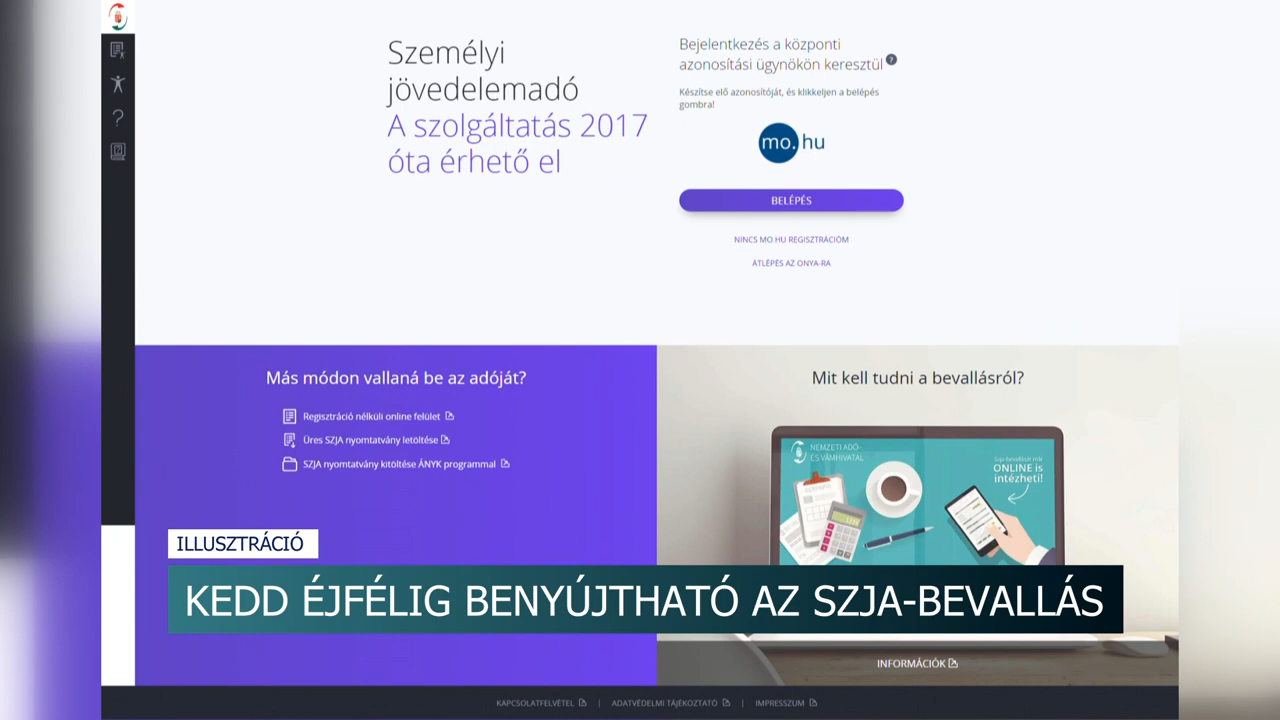 Személyi
jövedelemadó
A szolgáltatás 2017
óta érhető el
Bejelentkezés a központi
azonosítási ügynökön keresztül ?
Készítse elő azonosítóját, és klikkeljen a belépés
gombra!
mo.hu
BELÉPÉS
NINCS MO.HU REGISZTRÁCIÓM
ÁTLÉPÉS AZ ONYA-RA
Más módon vallaná be az adóját?
Regisztráció nélküli online felület
Üres SZJA nyomtatvány letöltése
SZJA nyomtatvány kitöltése ÁNYK programmal
Mit kell tudni a bevallásról?
NEMZETI ADÓ-
ÉS VÁMHIVATAL
Szja-bevallását már
ONLINE is
intézheti!
ILLUSZTRÁCIÓ
KEDD ÉJFÉLIG BENYÚJTHATÓ AZ SZJA-BEVALLÁS
INFORMÁCIÓK
KAPCSOLATFELVÉTEL | ADATVÉDELMI TÁJÉKOZTATÓ | IMPRESSZUM